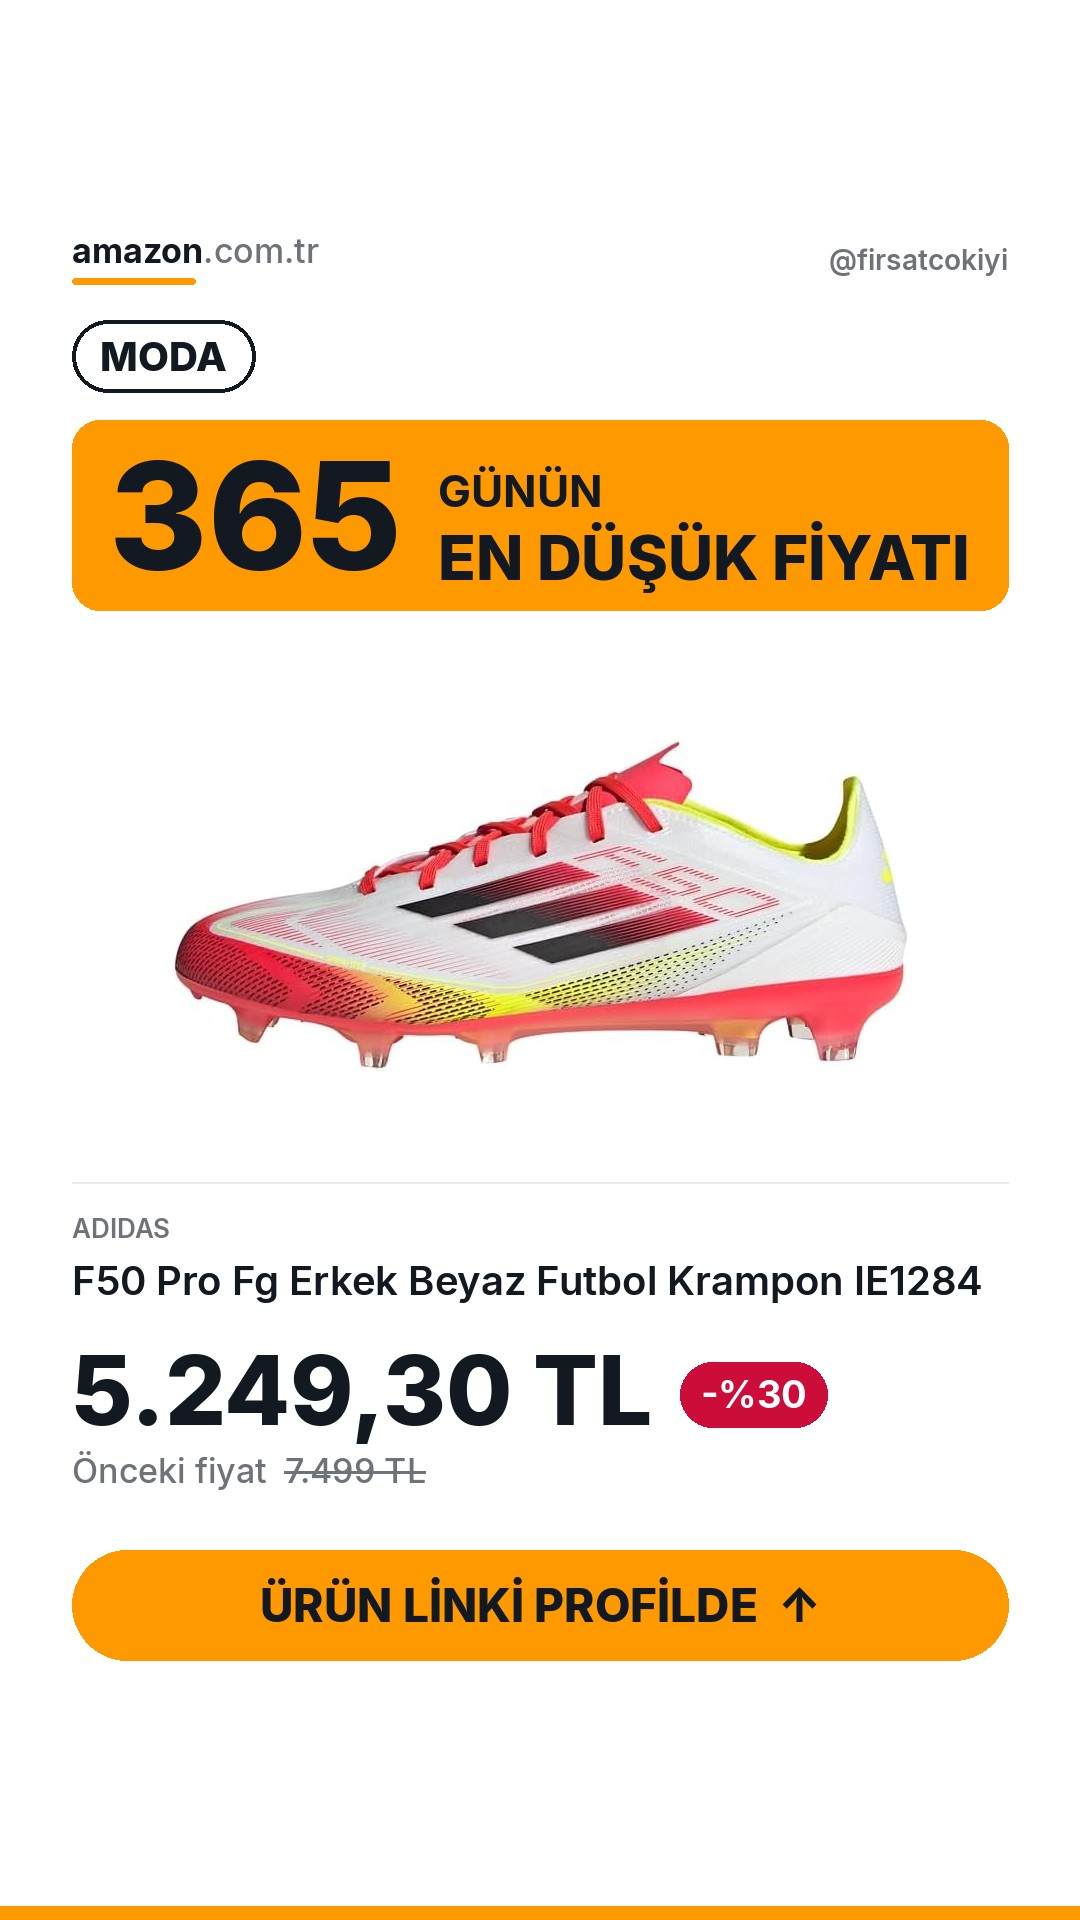 amazon.com.tr
@firsatcokiyi
MODA
365 GÜNÜN
EN DÜŞÜK FİYATI
F50
ADIDAS
F50 Pro Fg Erkek Beyaz Futbol Krampon IE1284
5.249,30 TL -%30
Önceki fiyat 7.499 TL
ÜRÜN LİNKİ PROFİLDE ↑